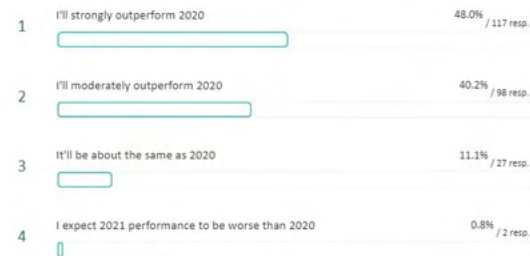 1 I'll strongly outperform 2020 48.0% / 117 resp.
2 I'll moderately outperform 2020 40.2% / 98 resp.
3 It'll be about the same as 2020 11.1% / 27 resp.
4 I expect 2021 performance to be worse than 2020 0.8% / 2 resp.